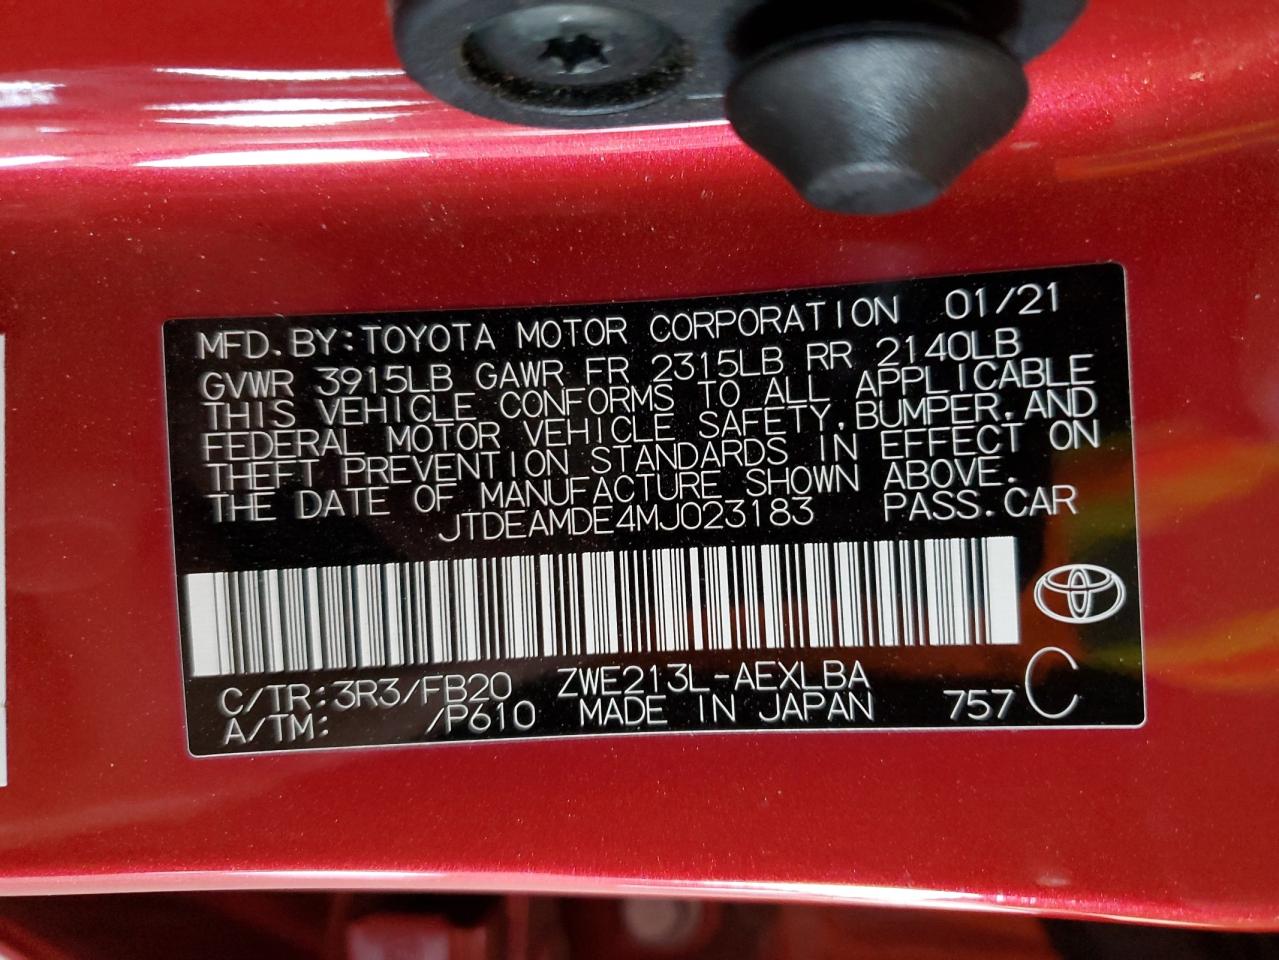 MFD. BY: TOYOTA MOTOR CORPORATION 01/21
GVWR 3915LB GAWR FR 2315LB RR 2140LB
THIS VEHICLE CONFORMS TO ALL APPLICABLE
FEDERAL MOTOR VEHICLE SAFETY, BUMPER, AND
THEFT PREVENTION STANDARDS IN EFFECT ON
THE DATE OF MANUFACTURE SHOWN ABOVE.
JTDEAMDE4MJ023183 PASS. CAR
C/TR: 3R3/FB20 ZWE213L-AEXLBA
A/TM: /P610 MADE IN JAPAN 757 C